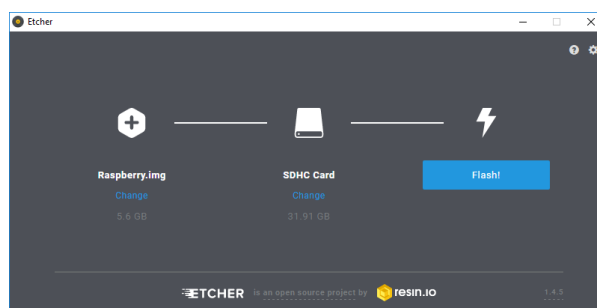 Etcher
Raspberry.img
SDHC Card
Flash!
Change
Change
5.6 GB
31.91 GB
ETCHER is an open source project by resin.io
1.4.5